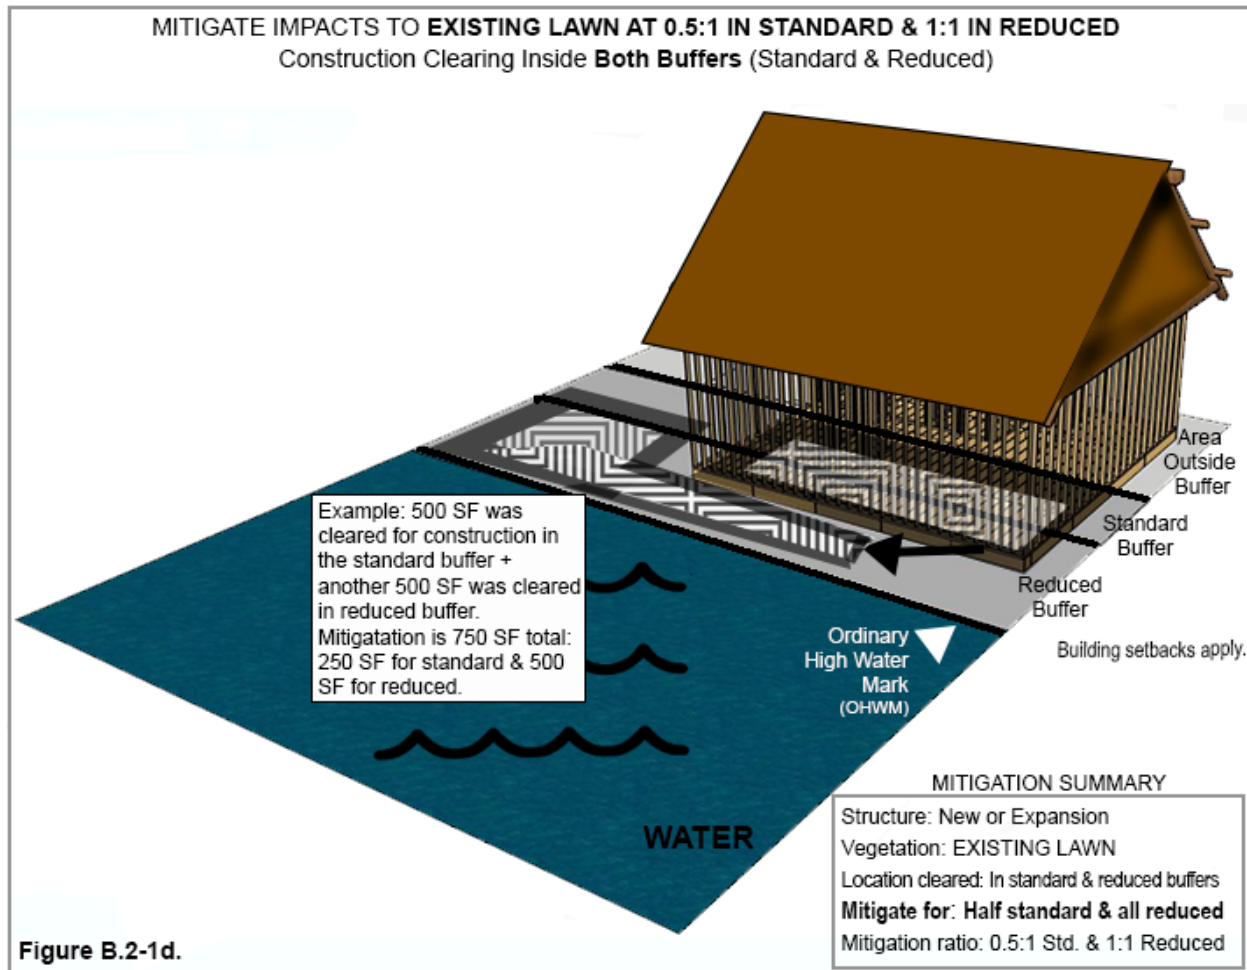 MITIGATE IMPACTS TO EXISTING LAWN AT 0.5:1 IN STANDARD & 1:1 IN REDUCED
Construction Clearing Inside Both Buffers (Standard & Reduced)
Area
Outside
Buffer
Standard
Buffer
Reduced
Buffer
Example: 500 SF was
cleared for construction in
the standard buffer +
another 500 SF was cleared
in reduced buffer.
Mitigatation is 750 SF total:
250 SF for standard & 500
SF for reduced.
Ordinary
High Water
Mark
(OHWM)
Building setbacks apply.
WATER
MITIGATION SUMMARY
Structure: New or Expansion
Vegetation: EXISTING LAWN
Location cleared: In standard & reduced buffers
Mitigate for: Half standard & all reduced
Mitigation ratio: 0.5:1 Std. & 1:1 Reduced
Figure B.2-1d.